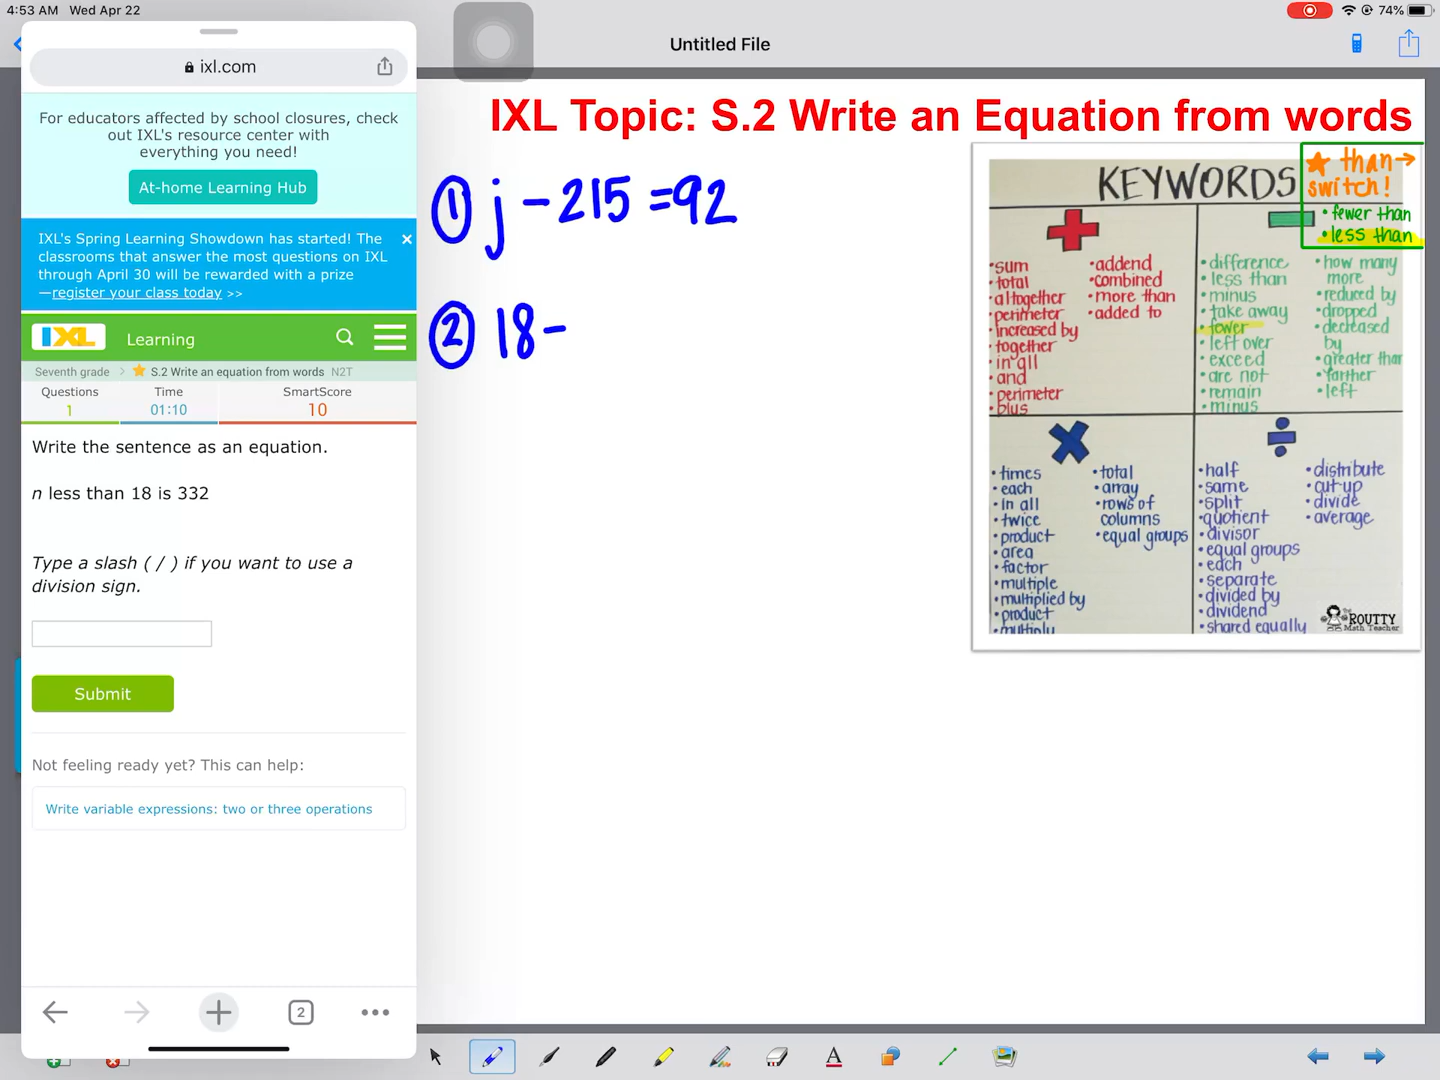 4:53 AM Wed Apr 22
74%
ixl.com
Untitled File
For educators affected by school closures, check
out IXL's resource center with
everything you need!
At-home Learning Hub
IXL's Spring Learning Showdown has started! The
classrooms that answer the most questions on IXL
through April 30 will be rewarded with a prize
—register your class today >>
IXL Learning
Seventh grade > S.2 Write an equation from words N2T
Questions Time SmartScore
1 01:10 10
Write the sentence as an equation.
n less than 18 is 332
Type a slash ( / ) if you want to use a
division sign.
Submit
Not feeling ready yet? This can help:
Write variable expressions: two or three operations
2
IXL Topic: S.2 Write an Equation from words
① j - 215 = 92
② 18 -
KEYWORDS
★ than→
switch!
• fewer than
• less than
•sum
•total
•altogether
•perimeter
•increased by
•together
•in all
•and
•perimeter
•plus
•addend
•combined
•more than
•added to
•difference
•less than
•minus
•take away
•fewer
•left over
•exceed
•are not
•remain
•minus
•how many
more
•reduced by
•dropped
•decreased
by
•greater than
•farther
•left
•times
•each
•in all
•twice
•product
•area
•factor
•multiple
•multiplied by
•product
•multiply
•total
•array
•rows of
columns
•equal groups
•half
•same
•split
•quotient
•divisor
•equal groups
•each
•separate
•divided by
•dividend
•shared equally
•distribute
•cut up
•divide
•average
The
ROUTTY
Math Teacher
A